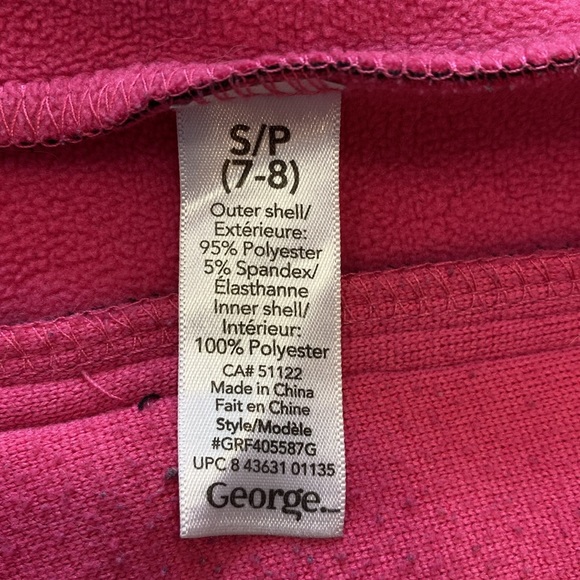 S/P
(7-8)
Outer shell/
Extérieure:
95% Polyester
5% Spandex/
Élasthanne
Inner shell/
Intérieur:
100% Polyester
CA# 51122
Made in China
Fait en Chine
Style/Modèle
#GRF405587G
UPC 8 43631 01135
George